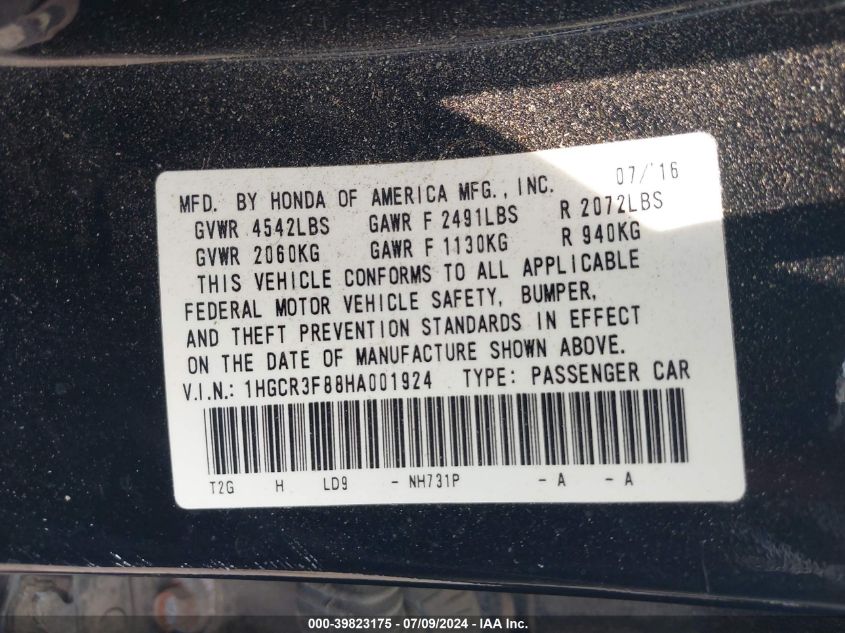 MFD. BY HONDA OF AMERICA MFG., INC. 07/'16
GVWR 4542LBS GAWR F 2491LBS R 2072LBS
GVWR 2060KG GAWR F 1130KG R 940KG
THIS VEHICLE CONFORMS TO ALL APPLICABLE
FEDERAL MOTOR VEHICLE SAFETY, BUMPER,
AND THEFT PREVENTION STANDARDS IN EFFECT
ON THE DATE OF MANUFACTURE SHOWN ABOVE.
V.I.N.: 1HGCR3F88HA001924 TYPE: PASSENGER CAR
T2G H LD9 - NH731P - A - A
000-39823175 / 07/09/2024 - IAAI.com